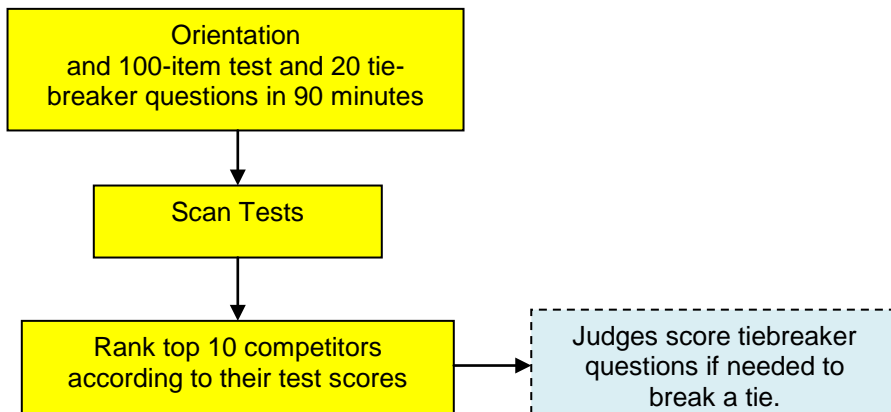 Orientation
and 100-item test and 20 tie-
breaker questions in 90 minutes
Scan Tests
Rank top 10 competitors
according to their test scores
Judges score tiebreaker
questions if needed to
break a tie.